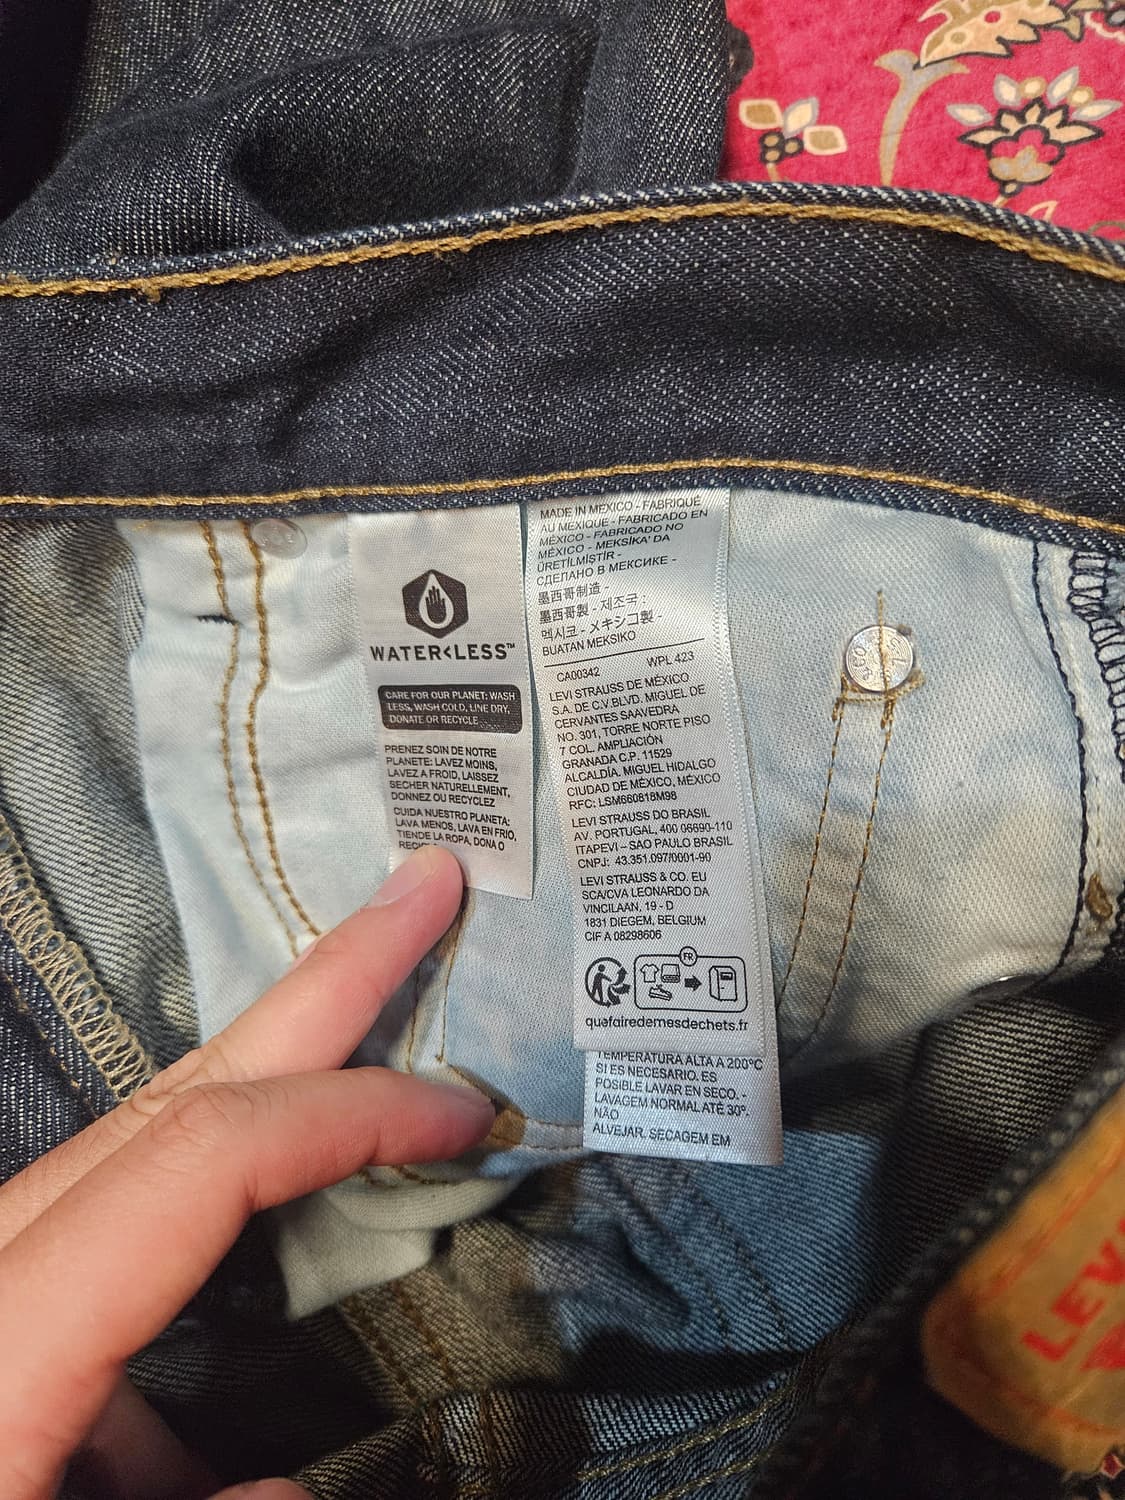 WATER<LESS™
CARE FOR OUR PLANET: WASH
LESS, WASH COLD, LINE DRY,
DONATE OR RECYCLE
PRENEZ SOIN DE NOTRE
PLANETE: LAVEZ MOINS,
LAVEZ A FROID, LAISSEZ
SECHER NATURELLEMENT,
DONNEZ OU RECYCLEZ
CUIDA NUESTRO PLANETA:
LAVA MENOS, LAVA EN FRIO,
TIENDE LA ROPA, DONA O
MADE IN MEXICO - FABRIQUÉ
AU MEXIQUE - FABRICADO EN
MÉXICO - FABRICADO NO
MÉXICO - MEKSİKA' DA
ÜRETİLMİŞTİR -
СДЕЛАНО В МЕКСИКЕ -
墨西哥制造 -
墨西哥製 - 제조국 -
멕시코 - メキシコ製 -
BUATAN MEKSIKO
CA00342 WPL 423
LEVI STRAUSS DE MÉXICO
S.A. DE C.V.BLVD. MIGUEL DE
CERVANTES SAAVEDRA
NO. 301, TORRE NORTE PISO
7 COL. AMPLIACIÓN
GRANADA C.P. 11529
ALCALDÍA. MIGUEL HIDALGO
CIUDAD DE MÉXICO, MÉXICO
RFC: LSM660818M98
LEVI STRAUSS DO BRASIL
AV. PORTUGAL, 400 06690-110
ITAPEVI – SAO PAULO BRASIL
CNPJ: 43.351.097/0001-90
LEVI STRAUSS & CO. EU
SCA/CVA LEONARDO DA
VINCILAAN, 19 - D
1831 DIEGEM, BELGIUM
CIF A 08298606
FR
quefairedemesdechets.fr
TEMPERATURA ALTA A 200°C
SI ES NECESARIO. ES
POSIBLE LAVAR EN SECO. -
LAVAGEM NORMAL ATÉ 30°.
NÃO
ALVEJAR. SECAGEM EM